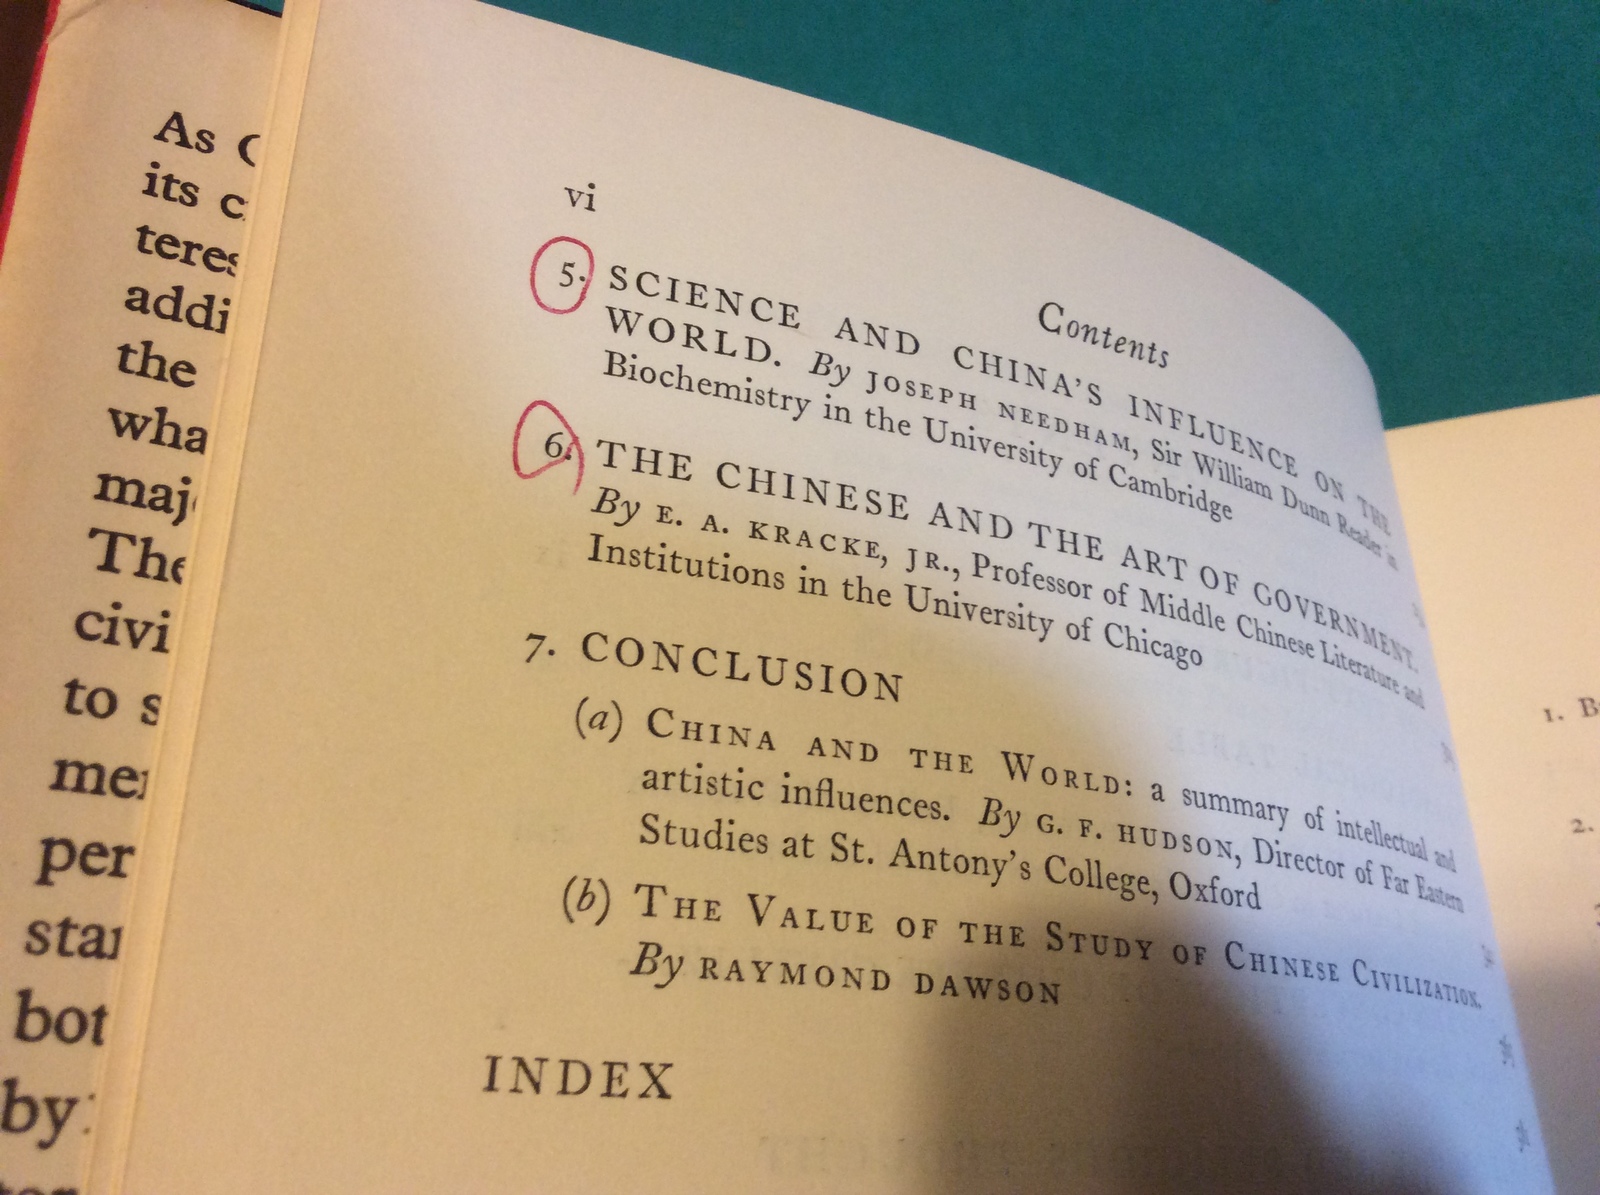 As
its
teres
addi
the
wha
maj
The
civi
to s
mer
per
star
bot
by
vi
Contents
5. SCIENCE AND CHINA'S INFLUENCE ON THE
WORLD. By JOSEPH NEEDHAM, Sir William Dunn Reader in
Biochemistry in the University of Cambridge
6. THE CHINESE AND THE ART OF GOVERNMENT.
By E. A. KRACKE, JR., Professor of Middle Chinese Literature and
Institutions in the University of Chicago
7. CONCLUSION
(a) CHINA AND THE WORLD: a summary of intellectual and
artistic influences. By G. F. HUDSON, Director of Far Eastern
Studies at St. Antony's College, Oxford
(b) THE VALUE OF THE STUDY OF CHINESE CIVILIZATION.
By RAYMOND DAWSON
INDEX
1. B
2.